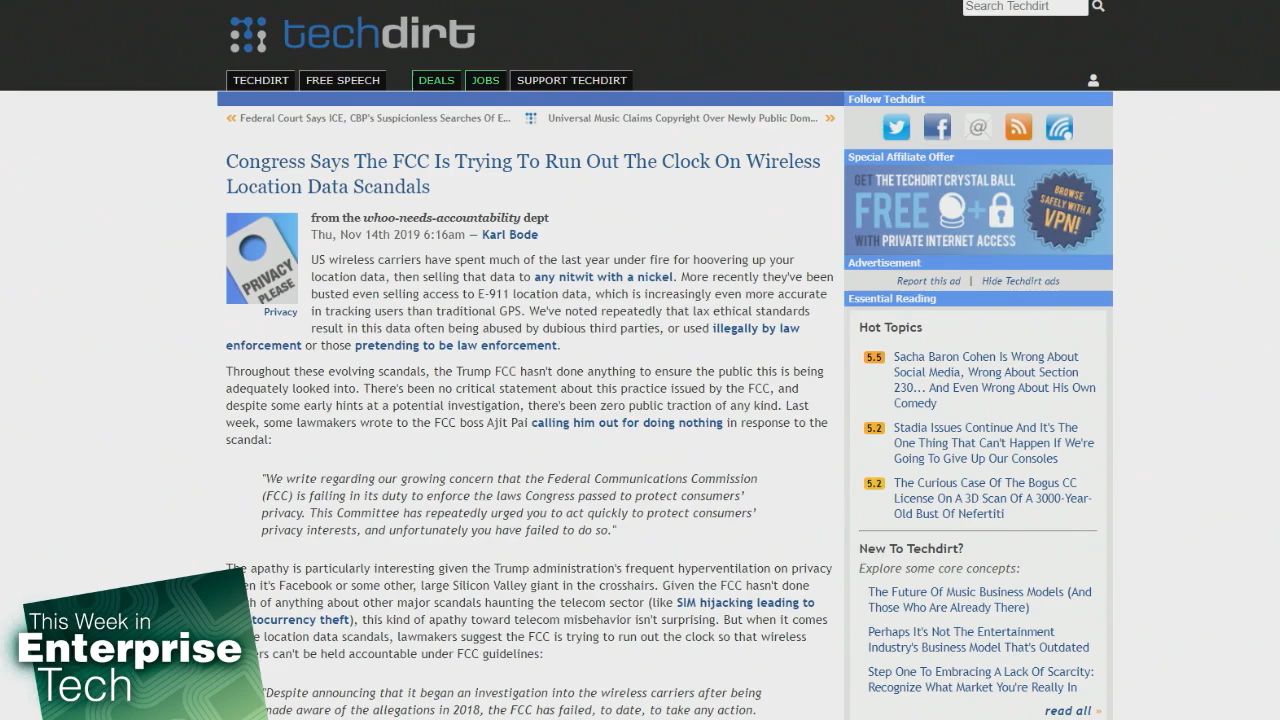 Search Techdirt
techdirt
TECHDIRT FREE SPEECH DEALS JOBS SUPPORT TECHDIRT
« Federal Court Says ICE, CBP's Suspicionless Searches Of E... Universal Music Claims Copyright Over Newly Public Dom... »
Congress Says The FCC Is Trying To Run Out The Clock On Wireless
Location Data Scandals
PRIVACY
PLEASE
Privacy
from the whoo-needs-accountability dept
Thu, Nov 14th 2019 6:16am — Karl Bode
US wireless carriers have spent much of the last year under fire for hoovering up your
location data, then selling that data to any nitwit with a nickel. More recently they've been
busted even selling access to E-911 location data, which is increasingly even more accurate
in tracking users than traditional GPS. We've noted repeatedly that lax ethical standards
result in this data often being abused by dubious third parties, or used illegally by law
enforcement or those pretending to be law enforcement.
Throughout these evolving scandals, the Trump FCC hasn't done anything to ensure the public this is being
adequately looked into. There's been no critical statement about this practice issued by the FCC, and
despite some early hints at a potential investigation, there's been zero public traction of any kind. Last
week, some lawmakers wrote to the FCC boss Ajit Pai calling him out for doing nothing in response to the
scandal:
"We write regarding our growing concern that the Federal Communications Commission
(FCC) is failing in its duty to enforce the laws Congress passed to protect consumers'
privacy. This Committee has repeatedly urged you to act quickly to protect consumers'
privacy interests, and unfortunately you have failed to do so."
The apathy is particularly interesting given the Trump administration's frequent hyperventilation on privacy
it's Facebook or some other, large Silicon Valley giant in the crosshairs. Given the FCC hasn't done
of anything about other major scandals haunting the telecom sector (like SIM hijacking leading to
theft), this kind of apathy toward telecom misbehavior isn't surprising. But when it comes
location data scandals, lawmakers suggest the FCC is trying to run out the clock so that wireless
can't be held accountable under FCC guidelines:
"Despite announcing that it began an investigation into the wireless carriers after being
made aware of the allegations in 2018, the FCC has failed, to date, to take any action.
Follow Techdirt
Special Affiliate Offer
GET THE TECHDIRT CRYSTAL BALL
FREE +
WITH PRIVATE INTERNET ACCESS
BROWSE
SAFELY WITH A
VPN!
Advertisement
Report this ad | Hide Techdirt ads
Essential Reading
Hot Topics
5.5 Sacha Baron Cohen Is Wrong About
Social Media, Wrong About Section
230... And Even Wrong About His Own
Comedy
5.2 Stadia Issues Continue And It's The
One Thing That Can't Happen If We're
Going To Give Up Our Consoles
5.2 The Curious Case Of The Bogus CC
License On A 3D Scan Of A 3000-Year-
Old Bust Of Nefertiti
New To Techdirt?
Explore some core concepts:
The Future Of Music Business Models (And
Those Who Are Already There)
Perhaps It's Not The Entertainment
Industry's Business Model That's Outdated
Step One To Embracing A Lack Of Scarcity:
Recognize What Market You're Really In
read all »
This Week in
Enterprise
Tech